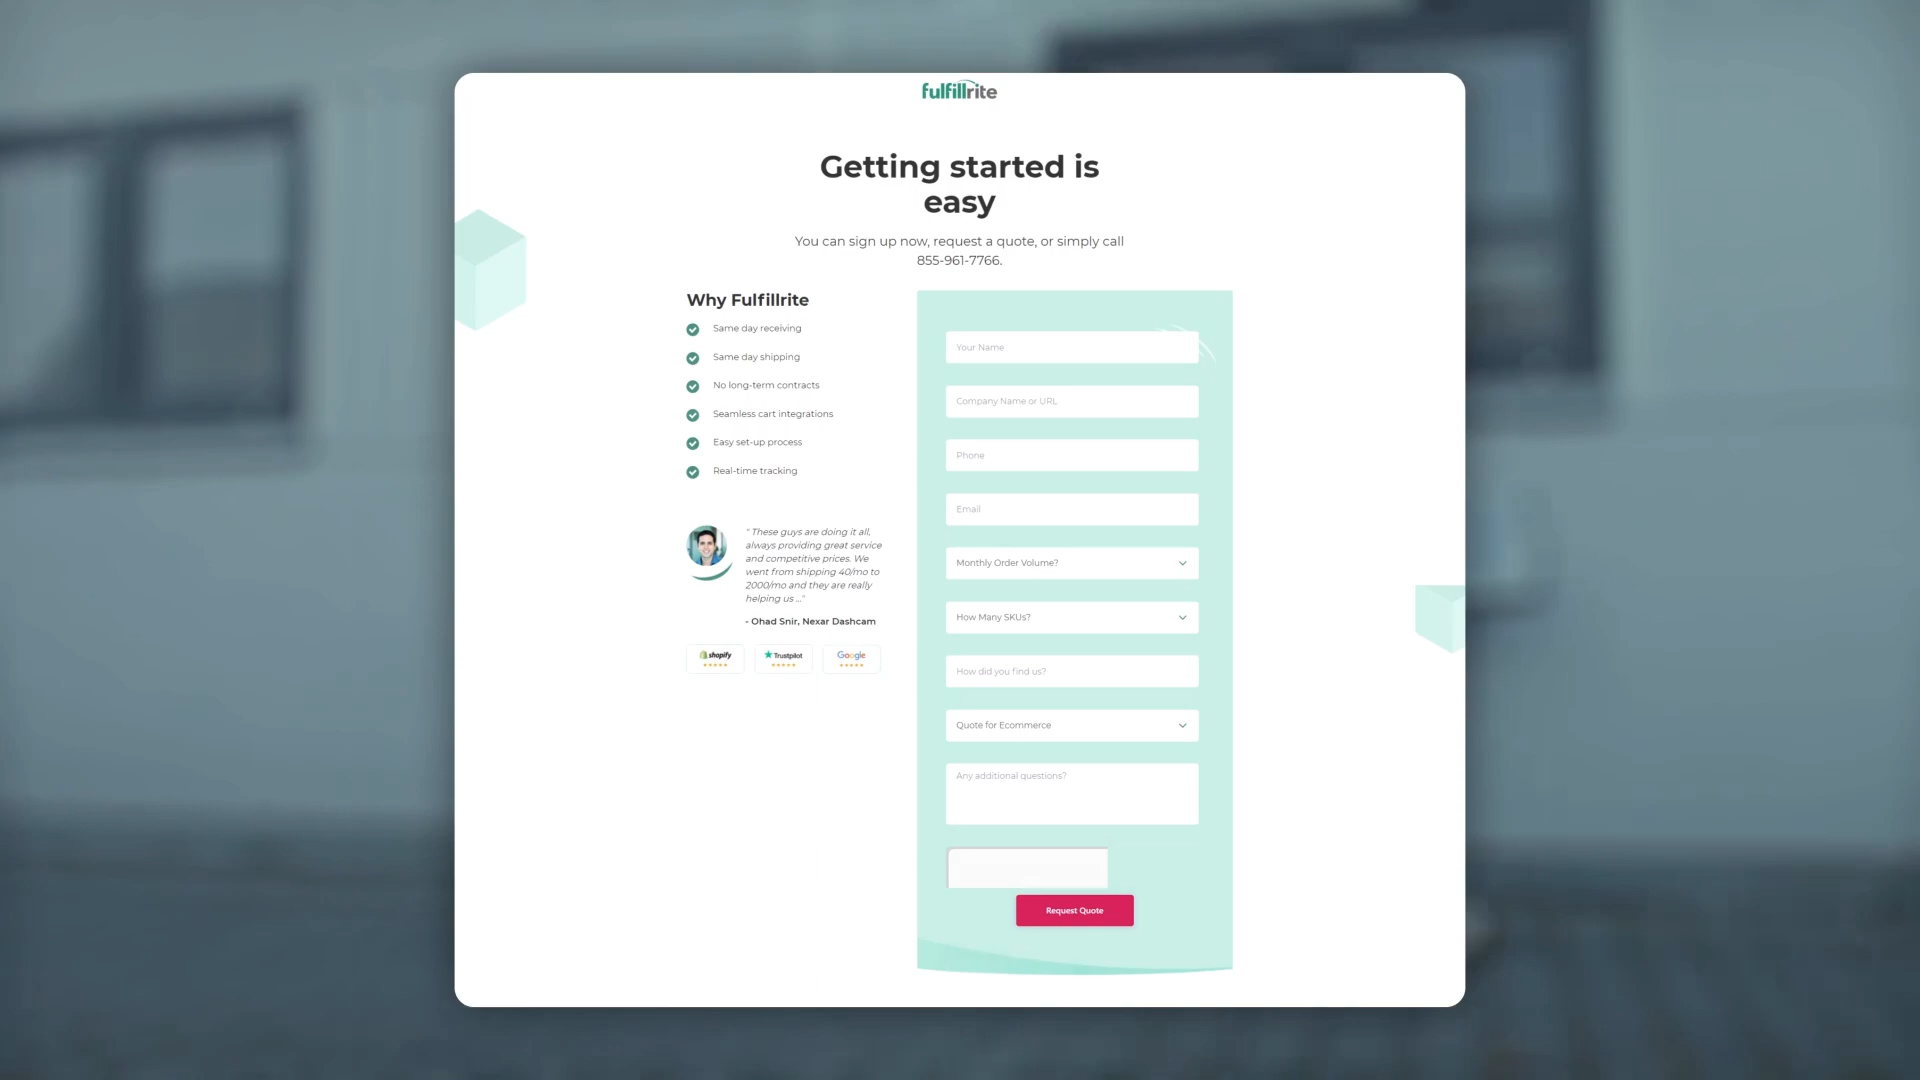 fulfillrite
Getting started is
easy
You can sign up now, request a quote, or simply call
855-961-7766.
Why Fulfillrite
Same day receiving
Same day shipping
No long-term contracts
Seamless cart integrations
Easy set-up process
Real-time tracking
" These guys are doing it all,
always providing great service
and competitive prices. We
went from shipping 40/mo to
2000/mo and they are really
helping us ..."
- Ohad Snir, Nexar Dashcam
shopify
Trustpilot
Google
Your Name
Company Name or URL
Phone
Email
Monthly Order Volume?
How Many SKUs?
How did you find us?
Quote for Ecommerce
Any additional questions?
Request Quote